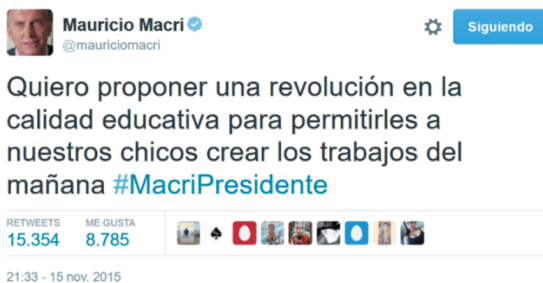 Mauricio Macri
@mauriciomacri
Siguiendo
Quiero proponer una revolución en la
calidad educativa para permitirles a
nuestros chicos crear los trabajos del
mañana #MacriPresidente
RETWEETS ME GUSTA
15.354 8.785
21:33 - 15 nov. 2015